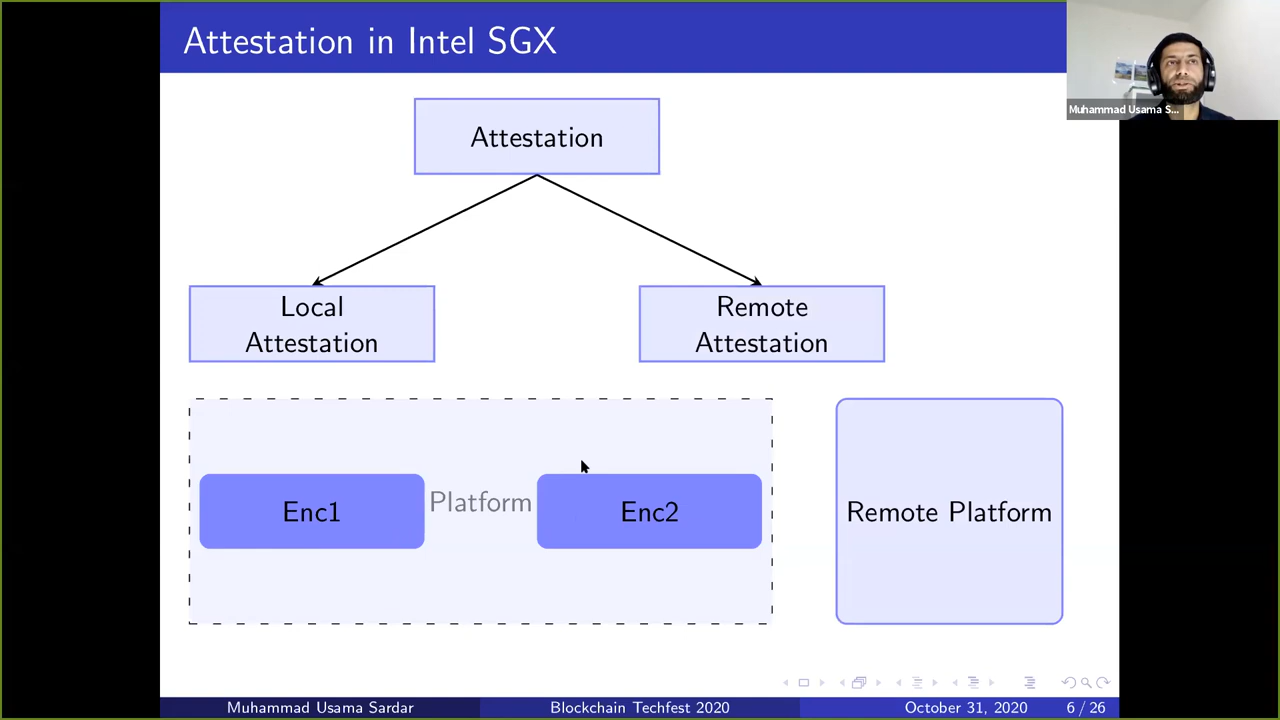 Attestation in Intel SGX
Muhammad Usama S...
Attestation
Local
Attestation
Remote
Attestation
Enc1
Platform
Enc2
Remote Platform
Muhammad Usama Sardar
Blockchain Techfest 2020
October 31, 2020
6 / 26